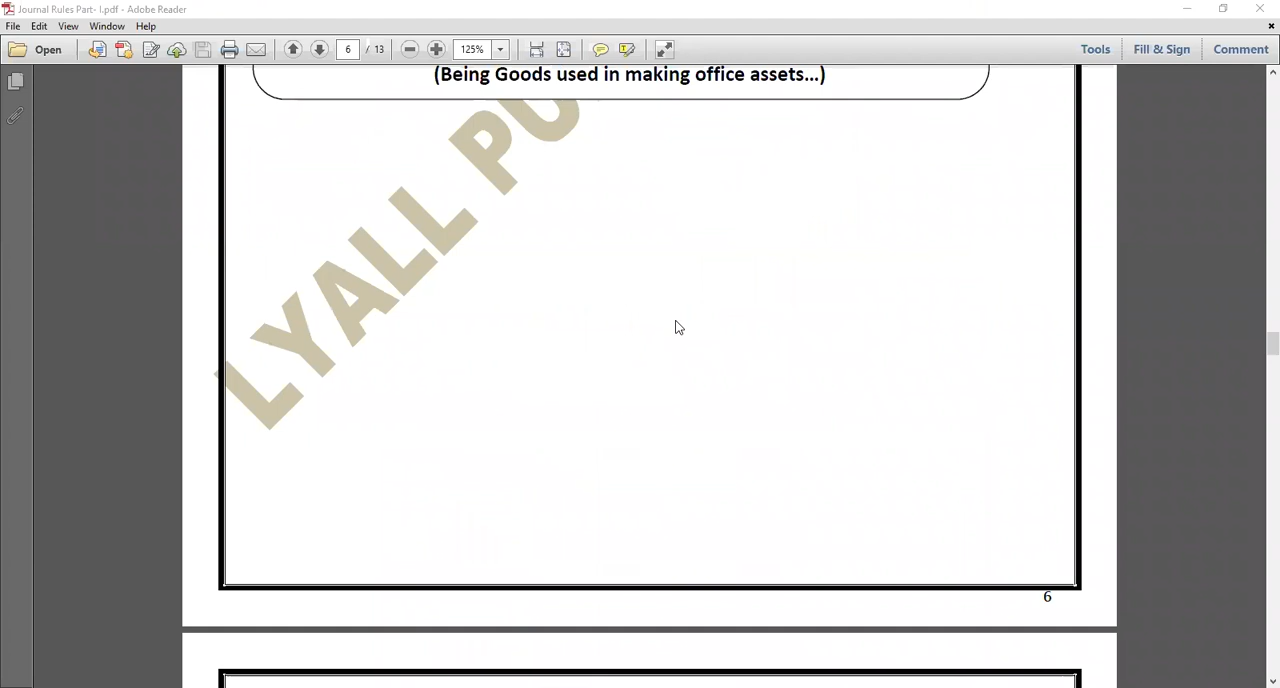 Journal Rules Part- I.pdf - Adobe Reader
File Edit View Window Help
Open 6 / 13 125% Tools Fill & Sign Comment
(Being Goods used in making office assets...)
LYALL PU
6